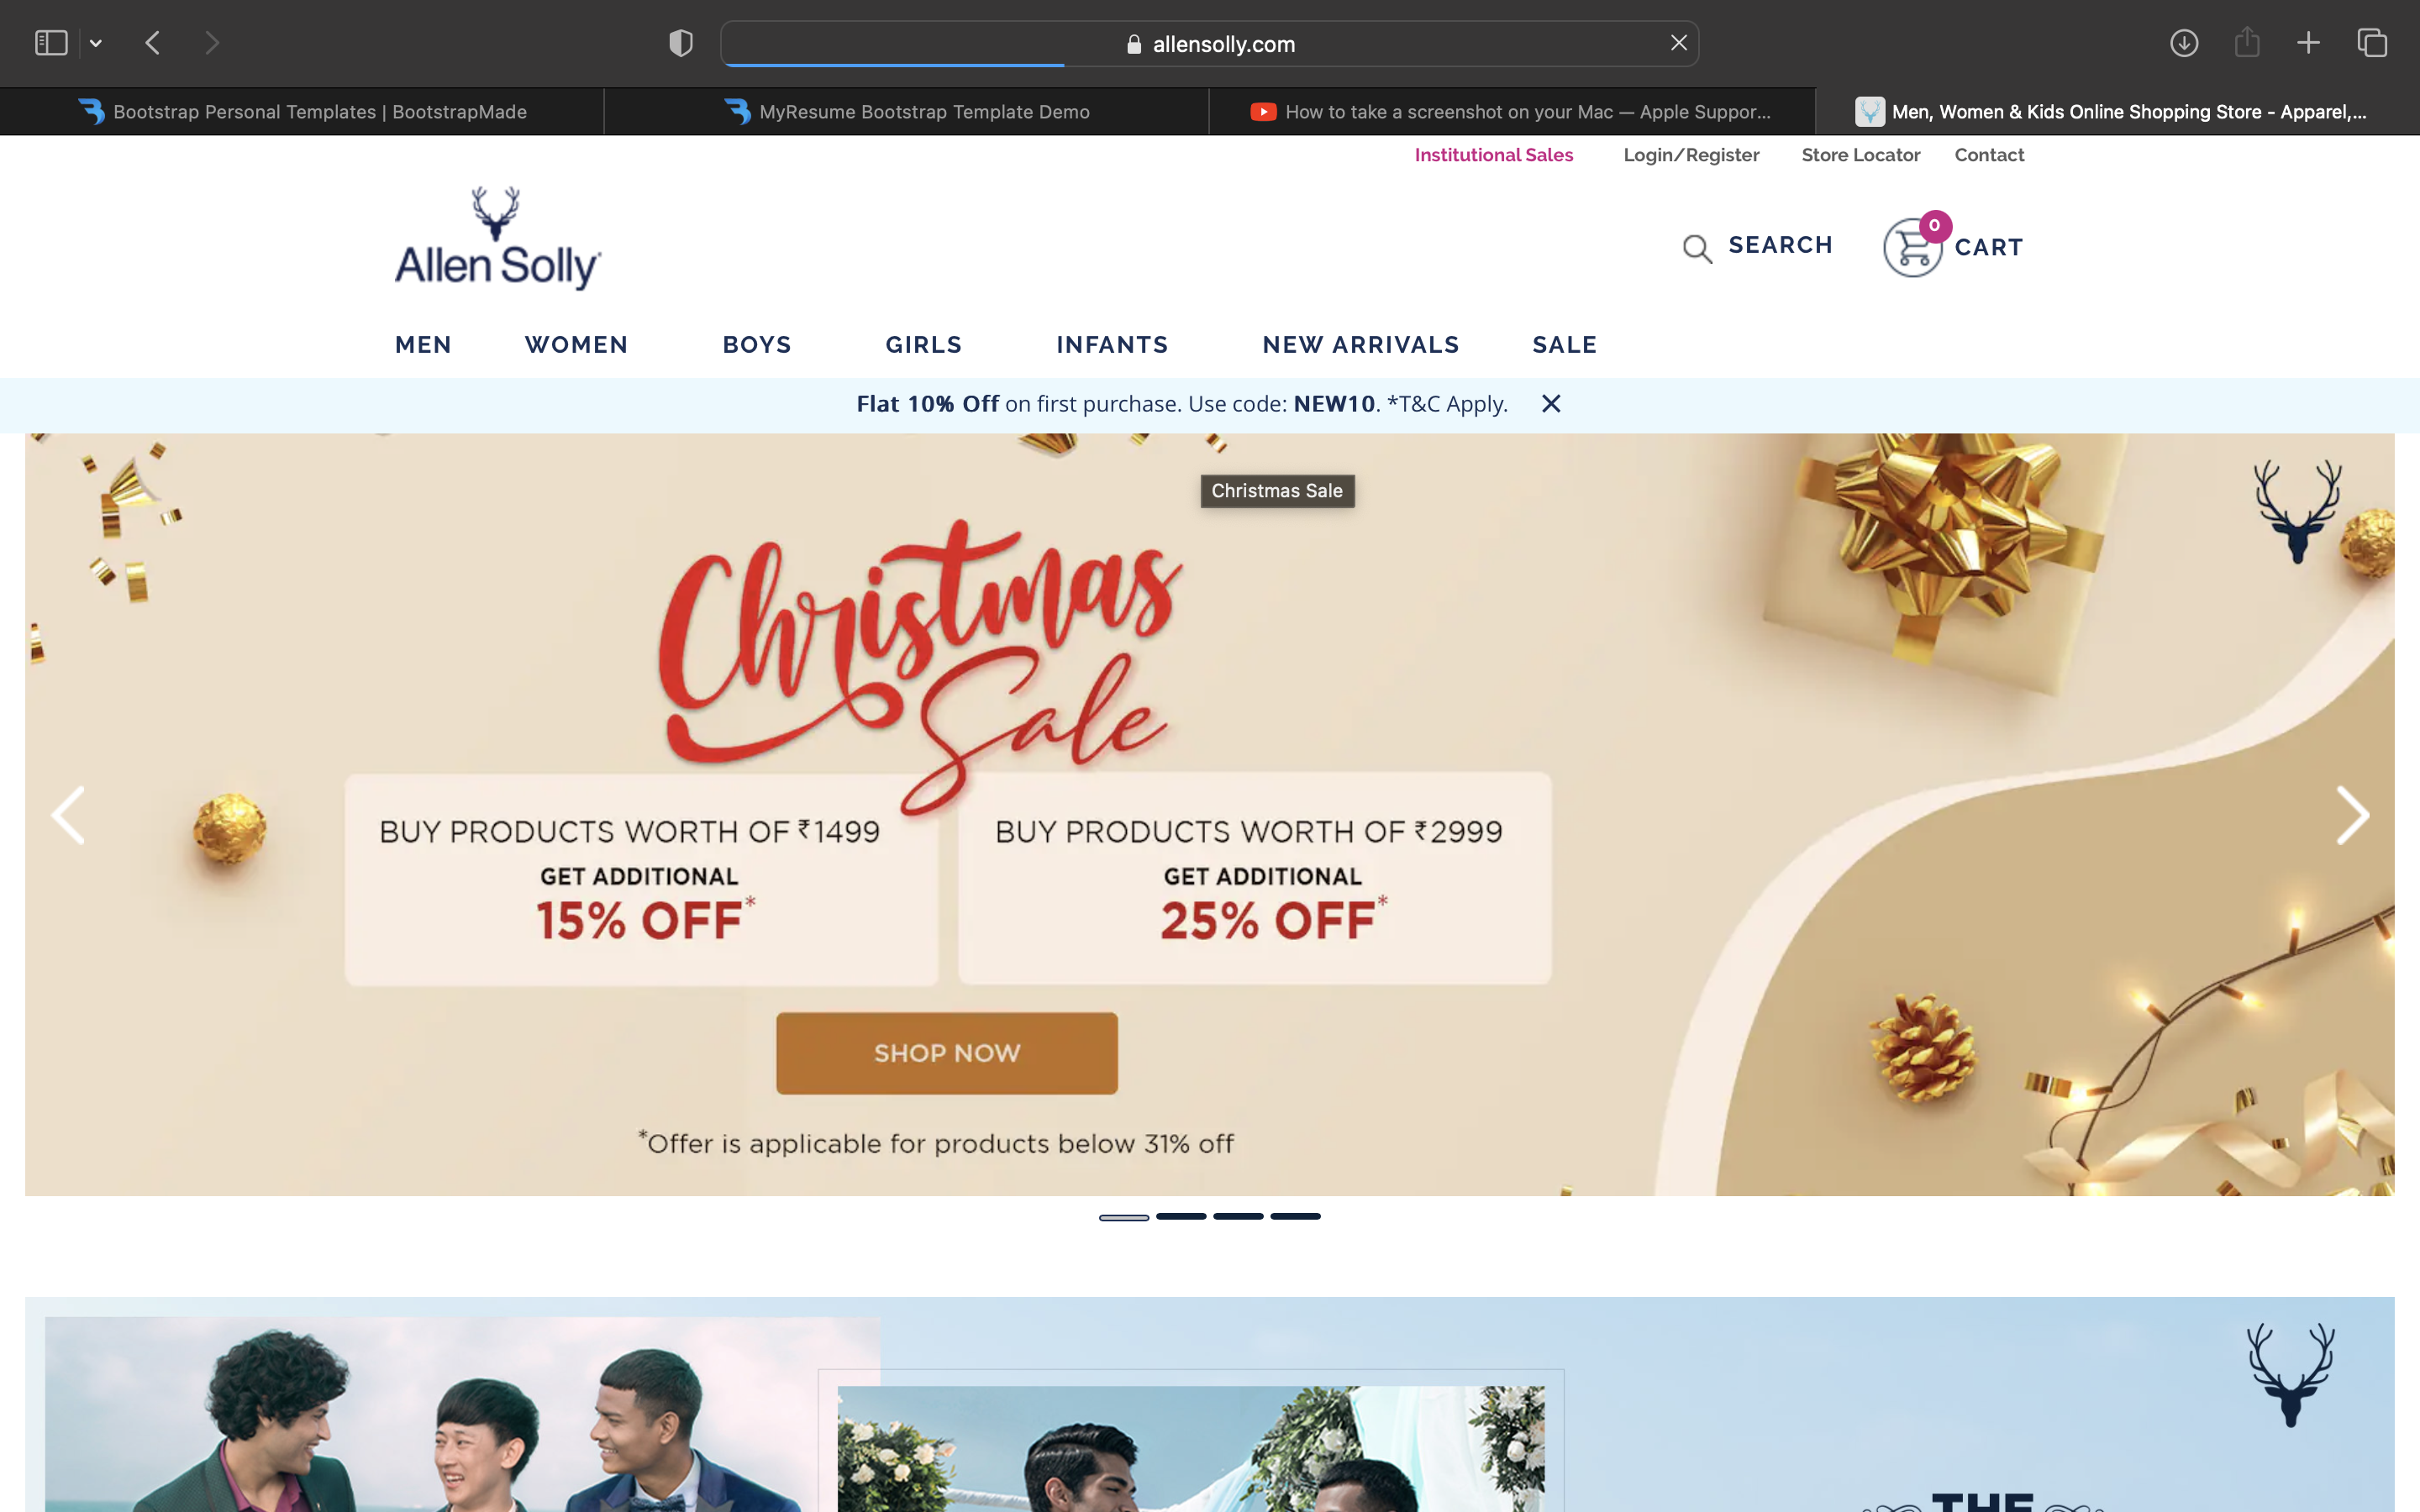 allensolly.com
Bootstrap Personal Templates | BootstrapMade
MyResume Bootstrap Template Demo
How to take a screenshot on your Mac — Apple Suppor...
Men, Women & Kids Online Shopping Store - Apparel,...
Institutional Sales
Login/Register
Store Locator
Contact
Allen Solly
SEARCH
0
CART
MEN
WOMEN
BOYS
GIRLS
INFANTS
NEW ARRIVALS
SALE
Flat 10% Off on first purchase. Use code: NEW10. *T&C Apply.
Christmas Sale
Christmas
Sale
BUY PRODUCTS WORTH OF ₹1499
GET ADDITIONAL
15% OFF*
BUY PRODUCTS WORTH OF ₹2999
GET ADDITIONAL
25% OFF*
SHOP NOW
*Offer is applicable for products below 31% off
THE